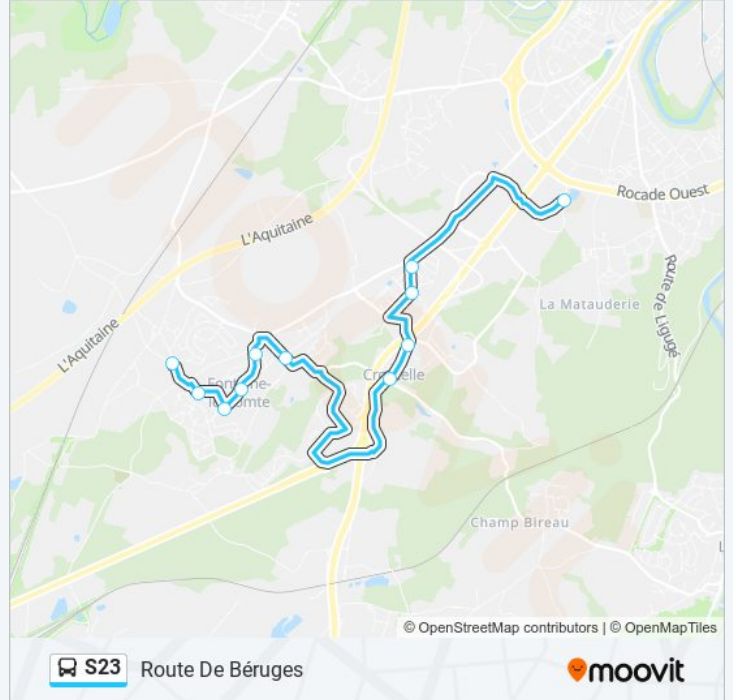 Rocade Ouest
L'Aquitaine
Route de Ligugé
La Matauderie
L'Aquitaine
Champ Bireau
© OpenStreetMap contributors | © OpenMapTiles
S23 Route De Béruges
moovit